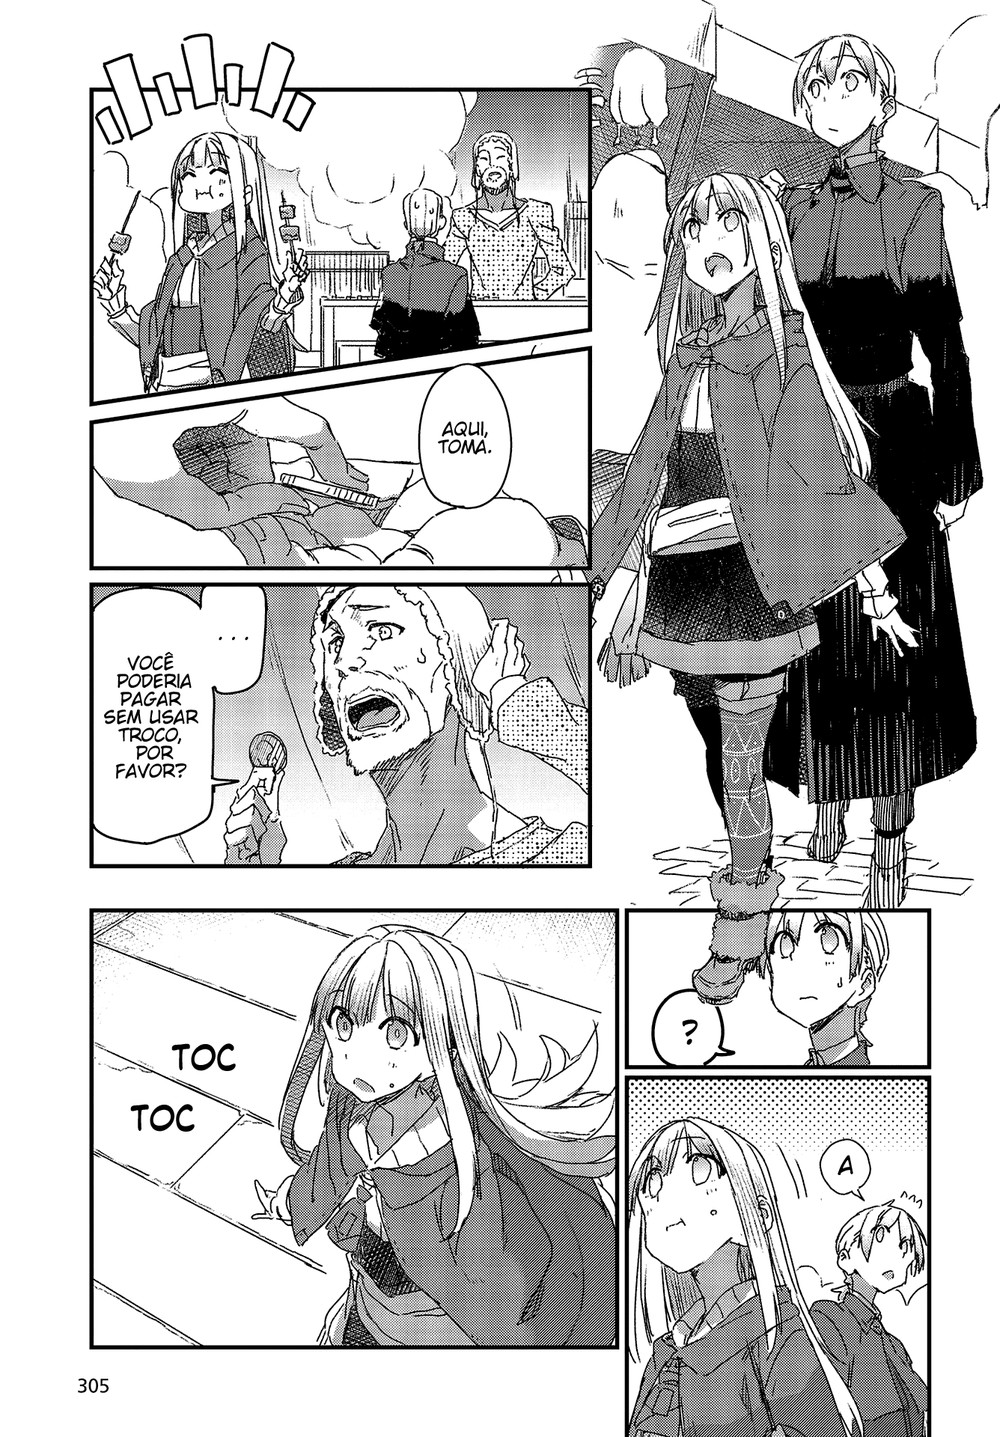 AQUI,
TOMA.
...
VOCÊ
PODERIA
PAGAR
SEM USAR
TROCO,
POR
FAVOR?
?
A
TOC
TOC
305